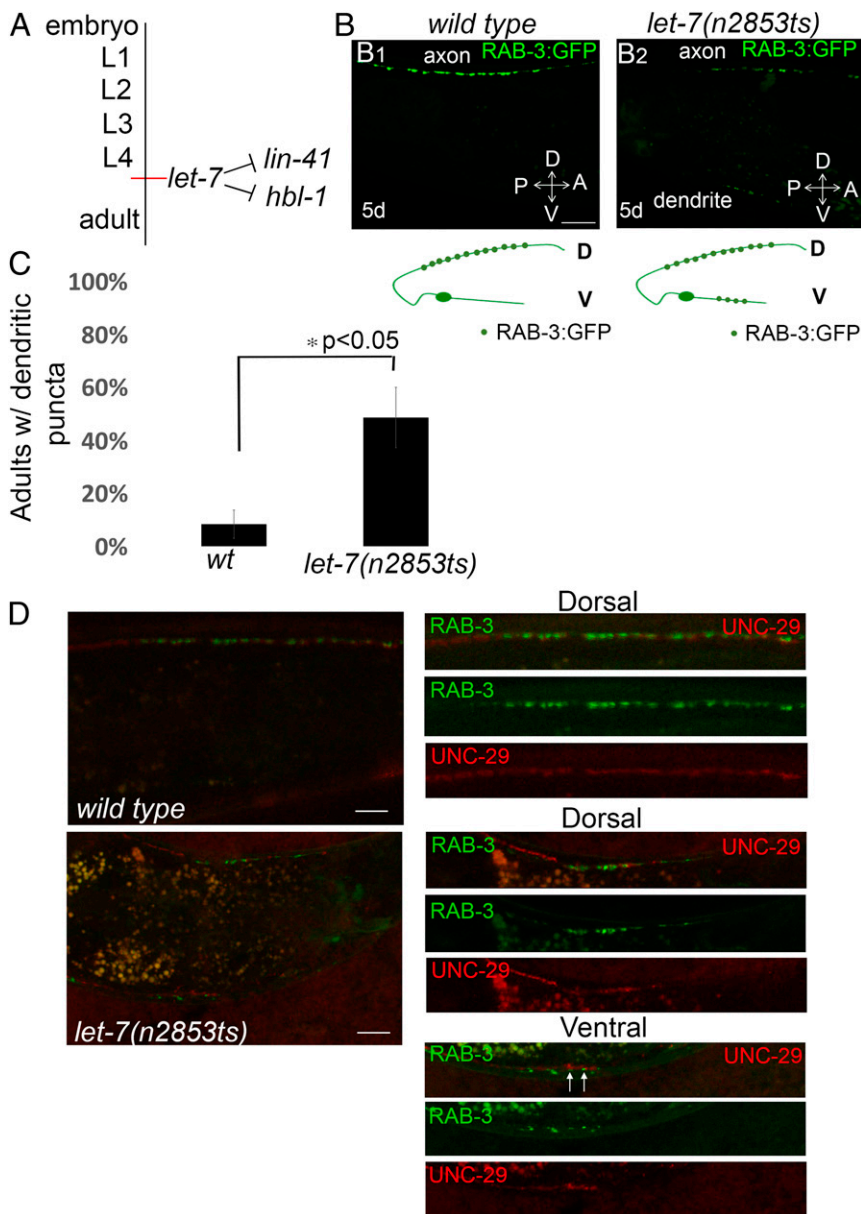 A
embryo
L1
L2
L3
L4
adult
let-7
lin-41
hbl-1
B
wild type
let-7(n2853ts)
B1 axon RAB-3:GFP
D
P A
V
5d
B2 axon RAB-3:GFP
D
P A
V
5d dendrite
D
V
• RAB-3:GFP
D
V
• RAB-3:GFP
C
Adults w/ dendritic
puncta
100%
80%
60%
40%
20%
0%
* p<0.05
wt
let-7(n2853ts)
D
wild type
let-7(n2853ts)
Dorsal
RAB-3 UNC-29
RAB-3
UNC-29
Dorsal
RAB-3 UNC-29
RAB-3
UNC-29
Ventral
RAB-3 UNC-29
RAB-3
UNC-29